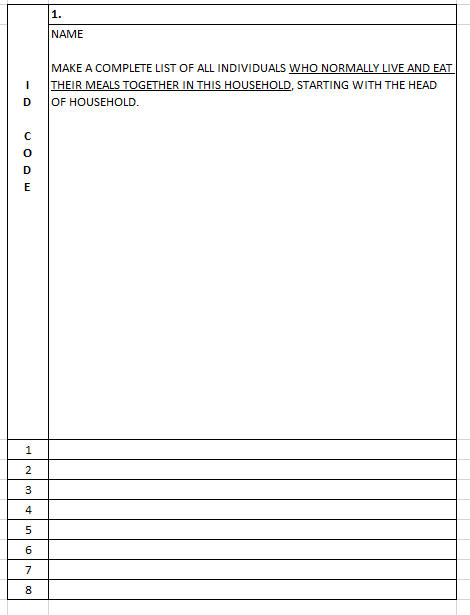 1.
NAME
MAKE A COMPLETE LIST OF ALL INDIVIDUALS WHO NORMALLY LIVE AND EAT
THEIR MEALS TOGETHER IN THIS HOUSEHOLD, STARTING WITH THE HEAD
OF HOUSEHOLD.
I
D
C
O
D
E
1
2
3
4
5
6
7
8